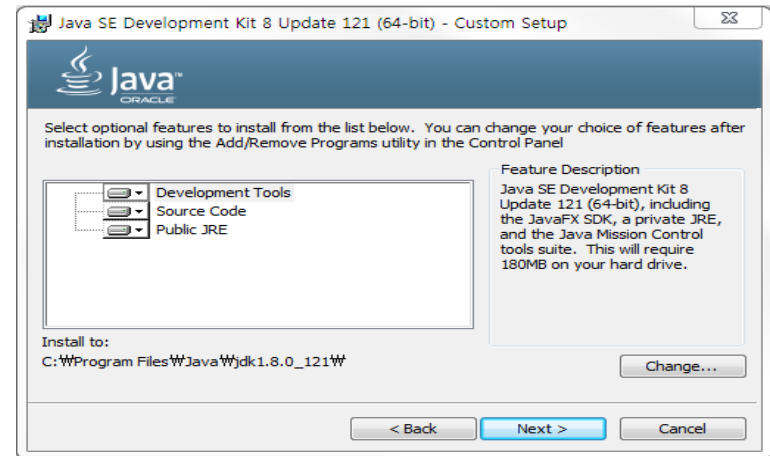 Java SE Development Kit 8 Update 121 (64-bit) - Custom Setup
Java™
ORACLE
Select optional features to install from the list below. You can change your choice of features after
installation by using the Add/Remove Programs utility in the Control Panel
Development Tools
Source Code
Public JRE
Feature Description
Java SE Development Kit 8
Update 121 (64-bit), including
the JavaFX SDK, a private JRE,
and the Java Mission Control
tools suite. This will require
180MB on your hard drive.
Install to:
C:₩Program Files₩Java₩jdk1.8.0_121₩
Change...
< Back
Next >
Cancel